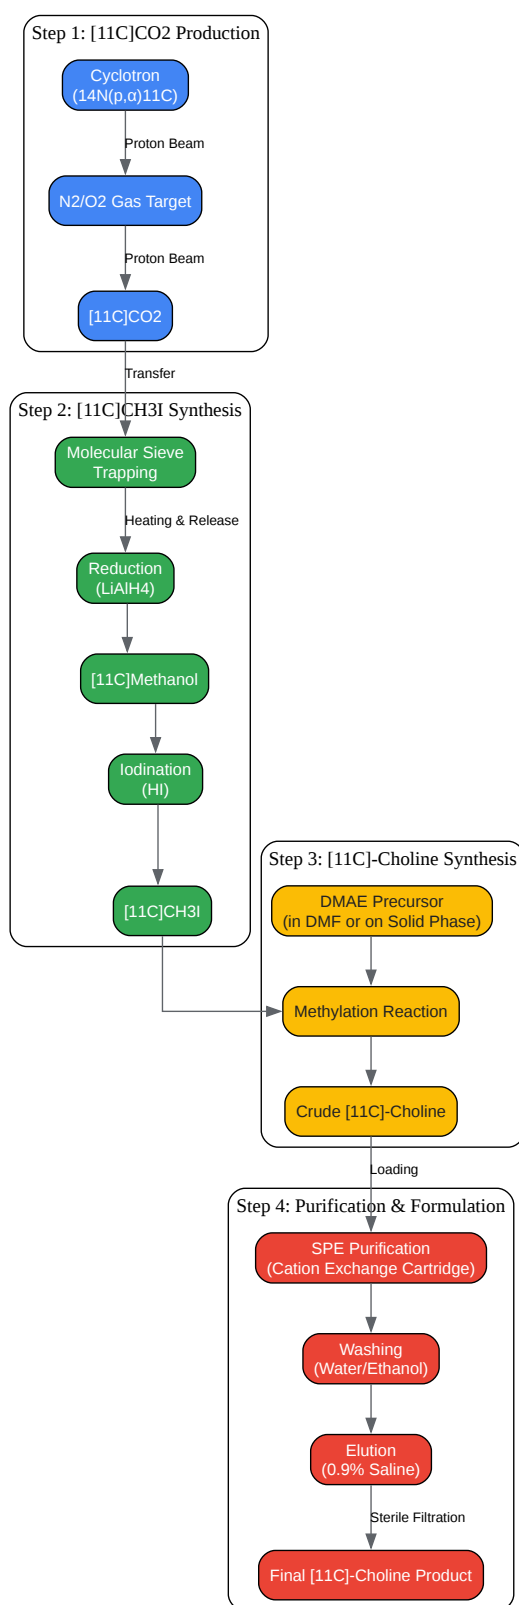 Step 1: [11C]CO2 Production
Cyclotron
(14N(p,α)11C)
Proton Beam
N2/O2 Gas Target
Proton Beam
[11C]CO2
Transfer
Step 2: [11C]CH3I Synthesis
Molecular Sieve
Trapping
Heating & Release
Reduction
(LiAlH4)
[11C]Methanol
Iodination
(HI)
[11C]CH3I
Step 3: [11C]-Choline Synthesis
DMAE Precursor
(in DMF or on Solid Phase)
Methylation Reaction
Crude [11C]-Choline
Loading
Step 4: Purification & Formulation
SPE Purification
(Cation Exchange Cartridge)
Washing
(Water/Ethanol)
Elution
(0.9% Saline)
Sterile Filtration
Final [11C]-Choline Product